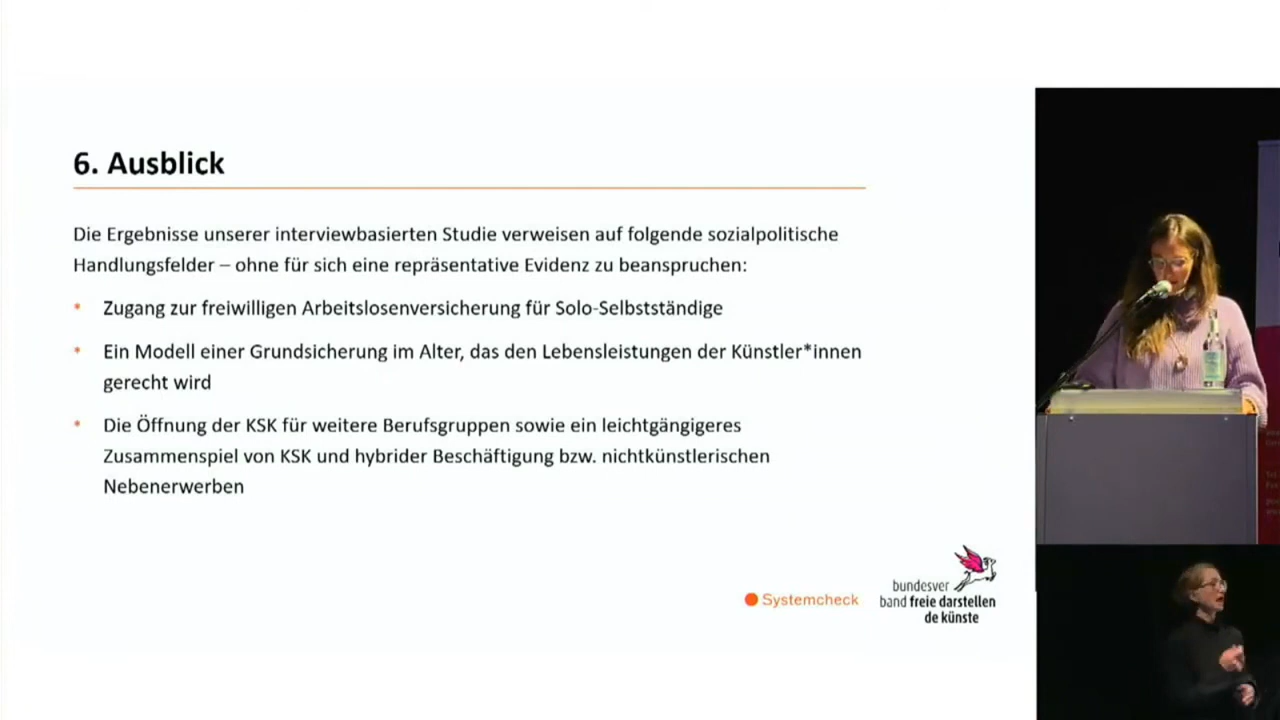 6. Ausblick
Die Ergebnisse unserer interviewbasierten Studie verweisen auf folgende sozialpolitische
Handlungsfelder – ohne für sich eine repräsentative Evidenz zu beanspruchen:
• Zugang zur freiwilligen Arbeitslosenversicherung für Solo-Selbstständige
• Ein Modell einer Grundsicherung im Alter, das den Lebensleistungen der Künstler*innen
gerecht wird
• Die Öffnung der KSK für weitere Berufsgruppen sowie ein leichtgängigeres
Zusammenspiel von KSK und hybrider Beschäftigung bzw. nichtkünstlerischen
Nebenerwerben
Systemcheck
bundesver
band freie darstellen
de künste